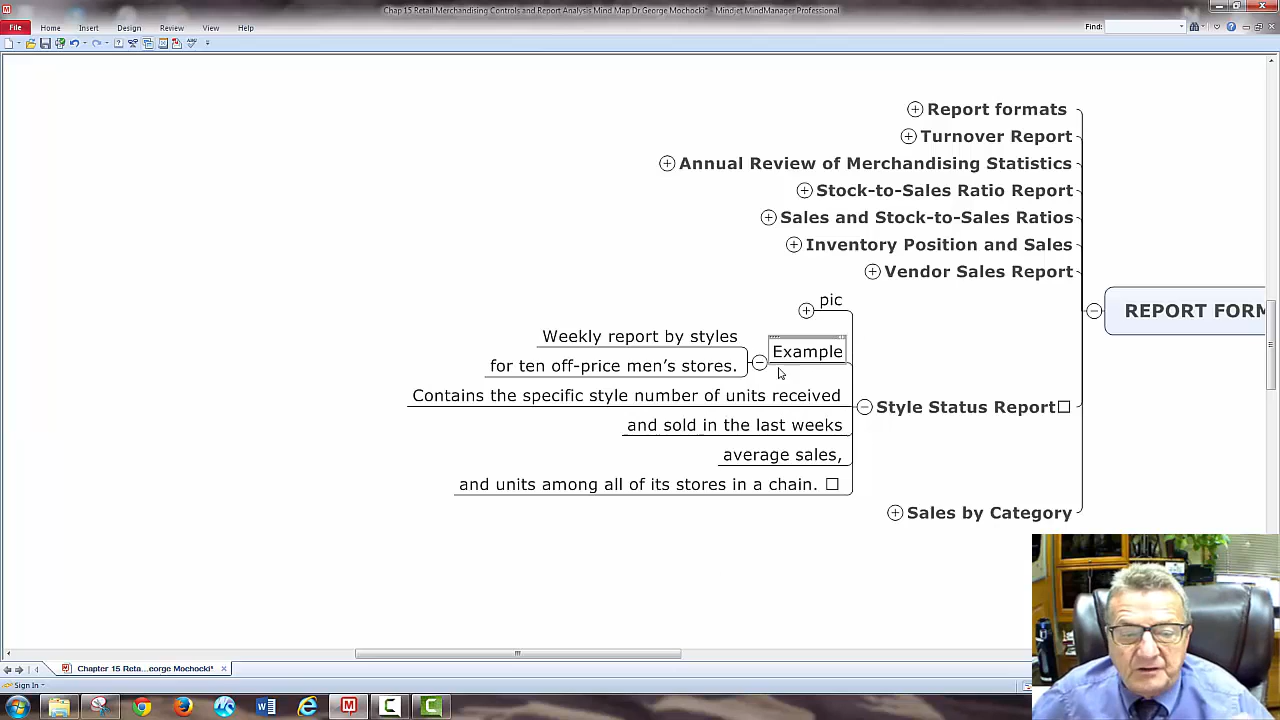 Chap 15 Retail Merchandising Controls and Report Analysis Mind Map Dr George Mochocki* - Mindjet MindManager Professional
File Home Insert Design Review View Help Find:
Report formats
Turnover Report
Annual Review of Merchandising Statistics
Stock-to-Sales Ratio Report
Sales and Stock-to-Sales Ratios
Inventory Position and Sales
Vendor Sales Report
pic
REPORT FORM
Weekly report by styles
Example
for ten off-price men’s stores.
Contains the specific style number of units received
Style Status Report
and sold in the last weeks
average sales,
and units among all of its stores in a chain.
Sales by Category
Chapter 15 Reta...eorge Mochocki*
Sign In